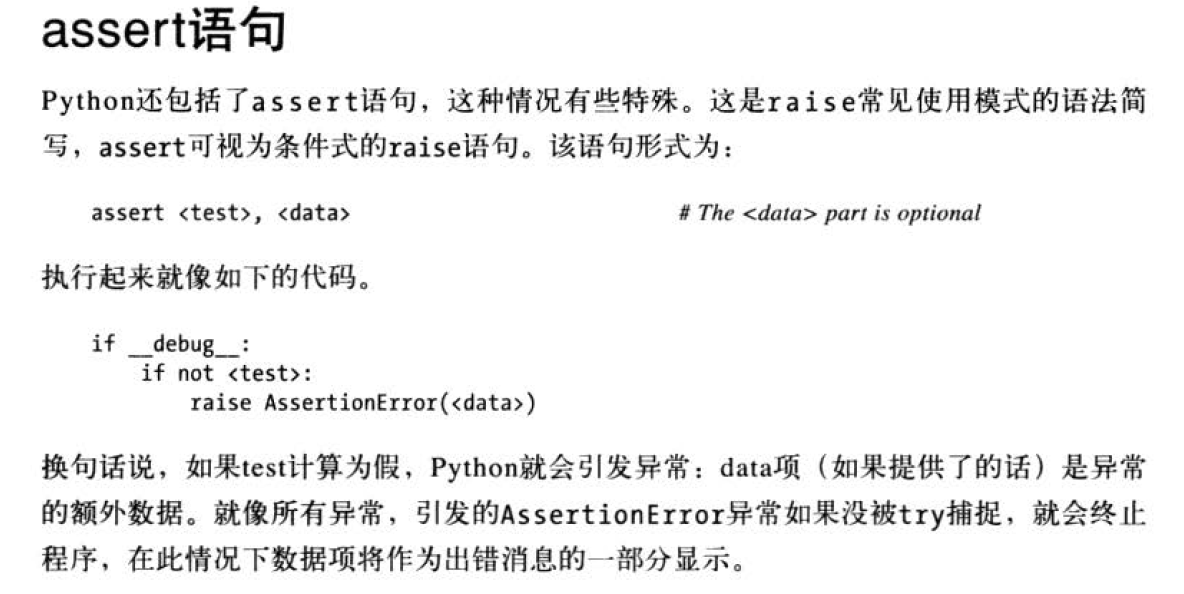 assert语句
Python还包括了assert语句，这种情况有些特殊。这是raise常见使用模式的语法简
写，assert可视为条件式的raise语句。该语句形式为：
assert <test>, <data> # The <data> part is optional
执行起来就像如下的代码。
if __debug__:
    if not <test>:
        raise AssertionError(<data>)
换句话说，如果test计算为假，Python就会引发异常：data项（如果提供了的话）是异常
的额外数据。就像所有异常，引发的AssertionError异常如果没被try捕捉，就会终止
程序，在此情况下数据项将作为出错消息的一部分显示。